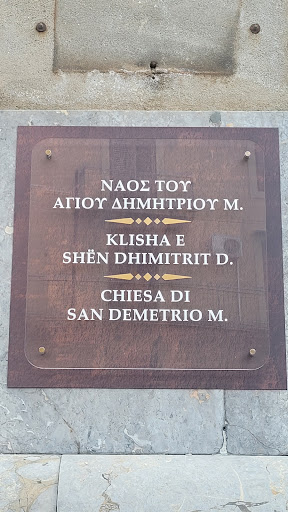 ΝΑΟΣ ΤΟΥ
ΑΓΙΟΥ ΔΗΜΗΤΡΙΟΥ Μ.
KLISHA E
SHËN DHIMITRIT D.
CHIESA DI
SAN DEMETRIO M.